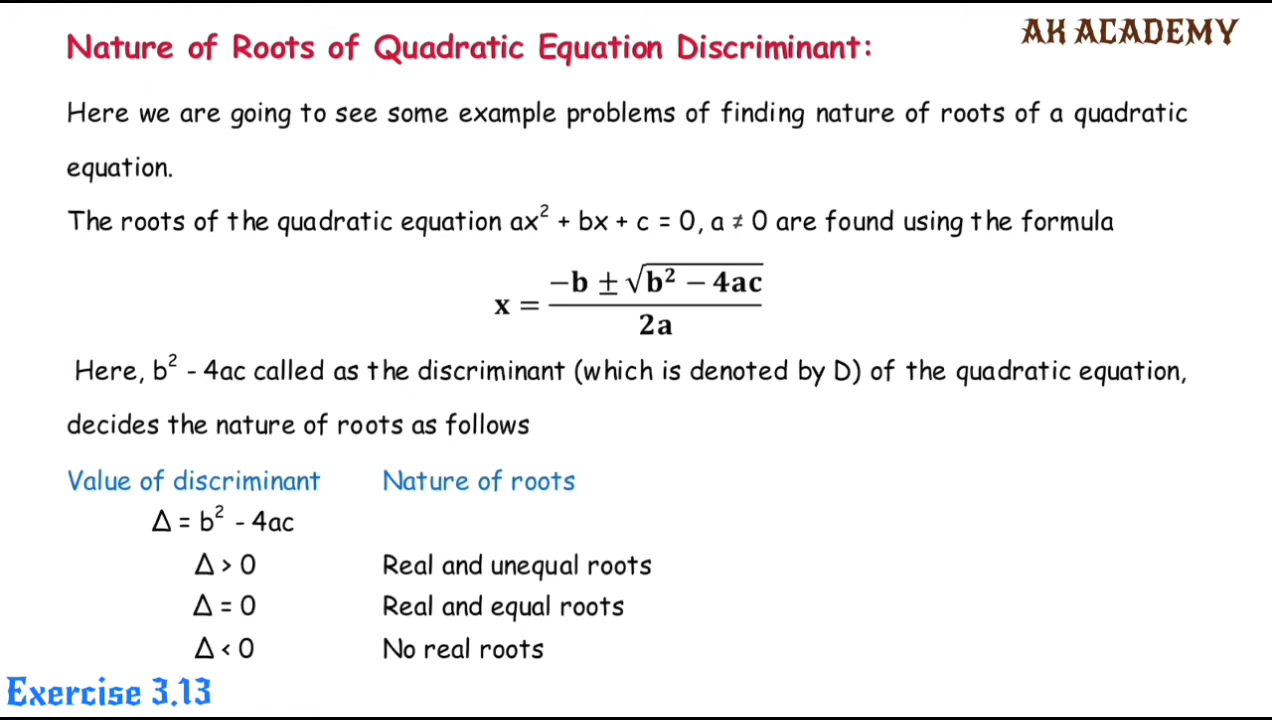 AK ACADEMY
Nature of Roots of Quadratic Equation Discriminant:
Here we are going to see some example problems of finding nature of roots of a quadratic
equation.
The roots of the quadratic equation ax² + bx + c = 0, a ≠ 0 are found using the formula
x = (−b ± √(b² − 4ac)) / 2a
Here, b² - 4ac called as the discriminant (which is denoted by D) of the quadratic equation,
decides the nature of roots as follows
Value of discriminant Nature of roots
Δ = b² - 4ac
Δ > 0 Real and unequal roots
Δ = 0 Real and equal roots
Δ < 0 No real roots
Exercise 3.13